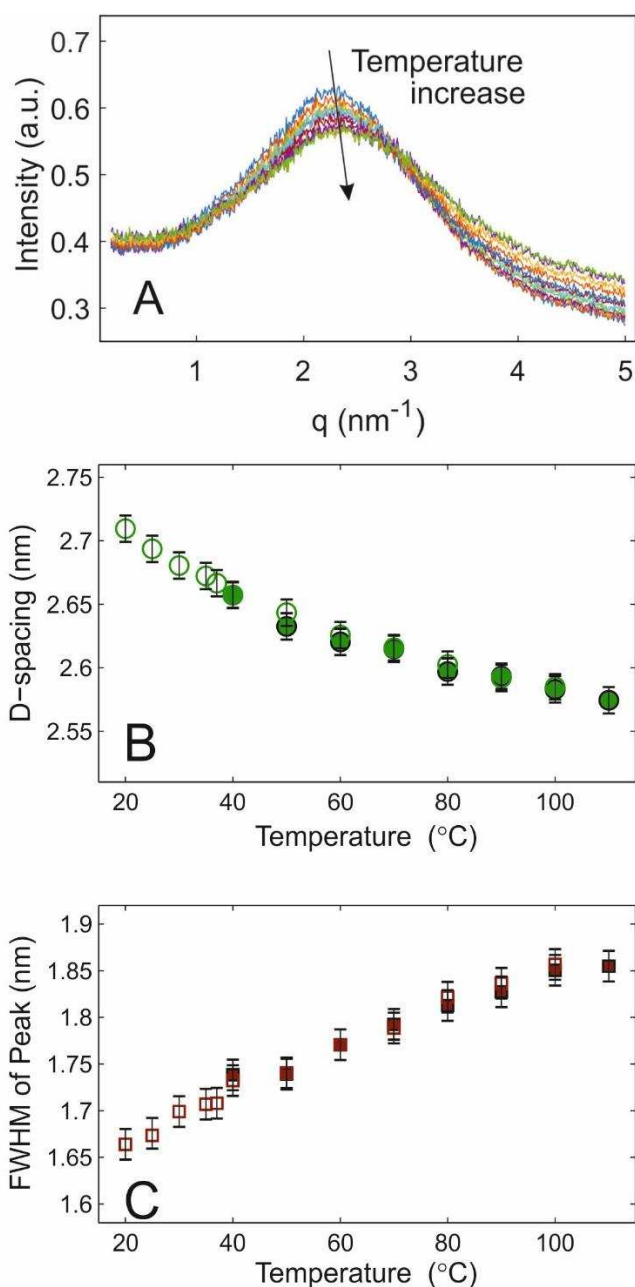 0.7
0.6
0.5
0.4
0.3
Intensity (a.u.)
Temperature
increase
A
1 2 3 4 5
q (nm⁻¹)
2.75
2.7
2.65
2.6
2.55
D−spacing (nm)
B
20 40 60 80 100
Temperature (°C)
1.9
1.85
1.8
1.75
1.7
1.65
1.6
FWHM of Peak (nm)
C
20 40 60 80 100
Temperature (°C)